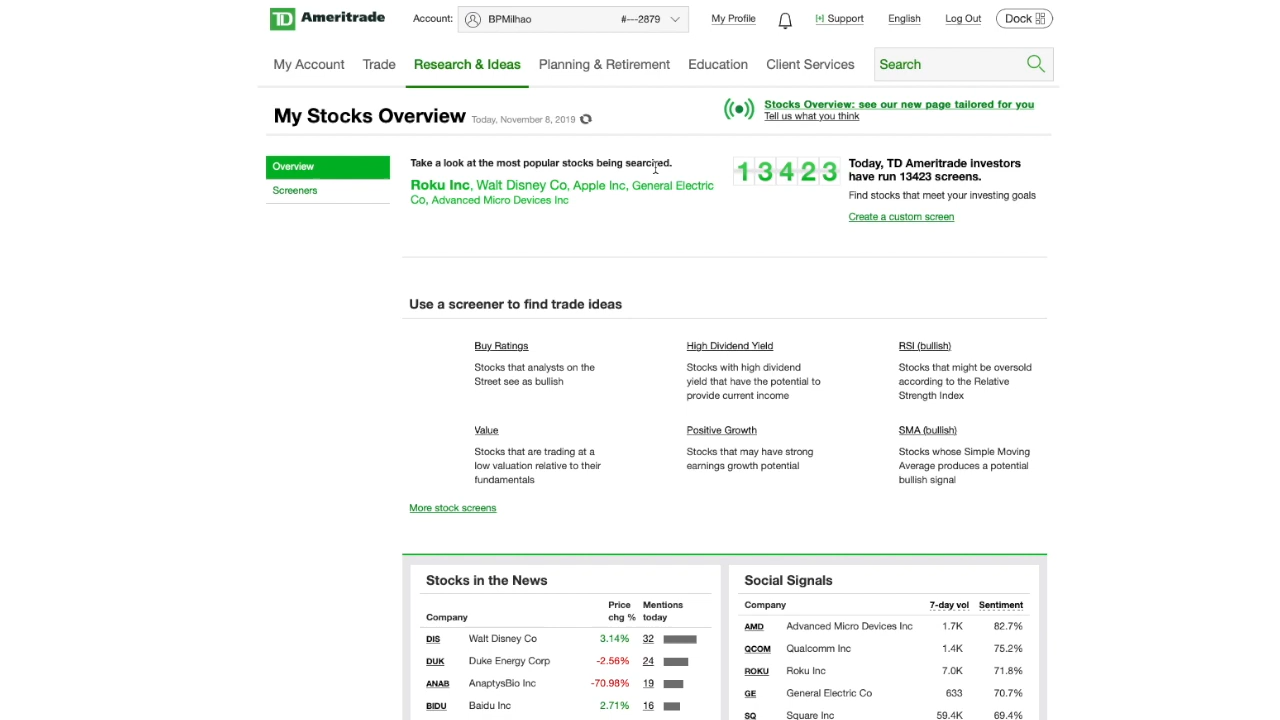 TD Ameritrade
Account: BPMilhao #---2879
My Profile
Support
English
Log Out
Dock
My Account
Trade
Research & Ideas
Planning & Retirement
Education
Client Services
Search
My Stocks Overview Today, November 8, 2019
Stocks Overview: see our new page tailored for you
Tell us what you think
Overview
Screeners
Take a look at the most popular stocks being searched.
Roku Inc, Walt Disney Co, Apple Inc, General Electric
Co, Advanced Micro Devices Inc
13423
Today, TD Ameritrade investors
have run 13423 screens.
Find stocks that meet your investing goals
Create a custom screen
Use a screener to find trade ideas
Buy Ratings
Stocks that analysts on the
Street see as bullish
High Dividend Yield
Stocks with high dividend
yield that have the potential to
provide current income
RSI (bullish)
Stocks that might be oversold
according to the Relative
Strength Index
Value
Stocks that are trading at a
low valuation relative to their
fundamentals
Positive Growth
Stocks that may have strong
earnings growth potential
SMA (bullish)
Stocks whose Simple Moving
Average produces a potential
bullish signal
More stock screens
Stocks in the News
Company Price chg % Mentions today
DIS Walt Disney Co 3.14% 32
DUK Duke Energy Corp -2.56% 24
ANAB AnaptysBio Inc -70.98% 19
BIDU Baidu Inc 2.71% 16
Social Signals
Company 7-day vol Sentiment
AMD Advanced Micro Devices Inc 1.7K 82.7%
QCOM Qualcomm Inc 1.4K 75.2%
ROKU Roku Inc 7.0K 71.8%
GE General Electric Co 633 70.7%
SQ Square Inc 59.4K 69.4%